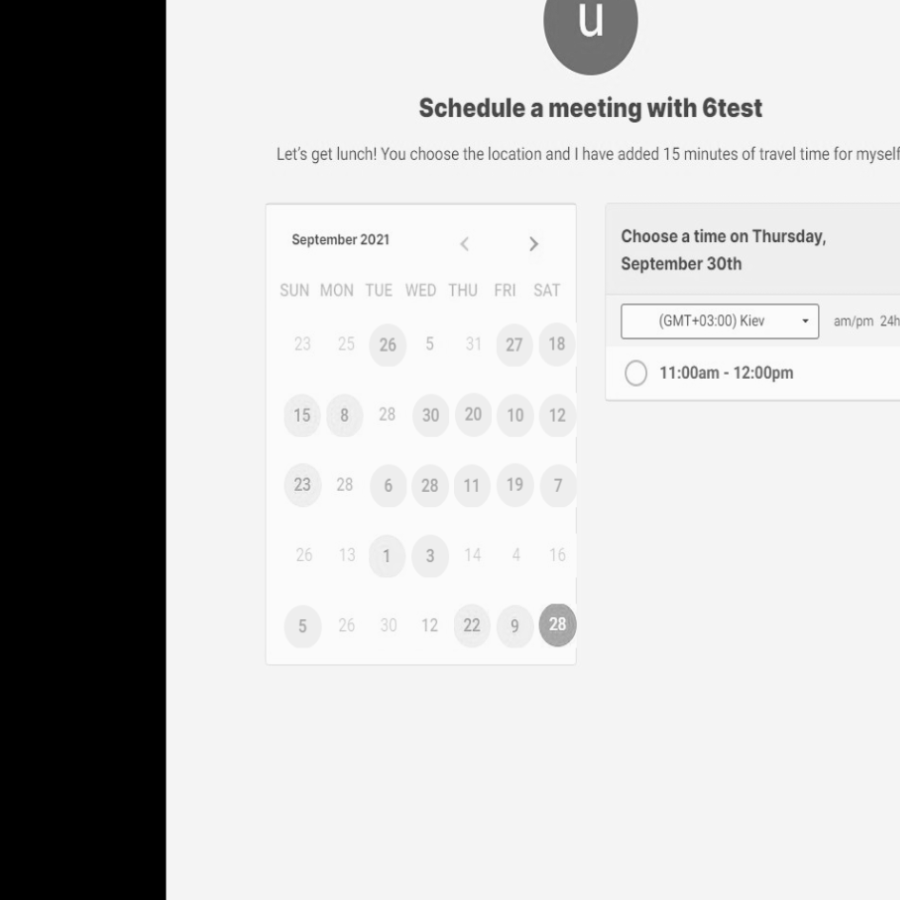 u
Schedule a meeting with 6test
Let's get lunch! You choose the location and I have added 15 minutes of travel time for myself
September 2021
SUN MON TUE WED THU FRI SAT
23 25 26 5 31 27 18
15 8 28 30 20 10 12
23 28 6 28 11 19 7
26 13 1 3 14 4 16
5 26 30 12 22 9 28
Choose a time on Thursday,
September 30th
(GMT+03:00) Kiev am/pm 24h
11:00am - 12:00pm